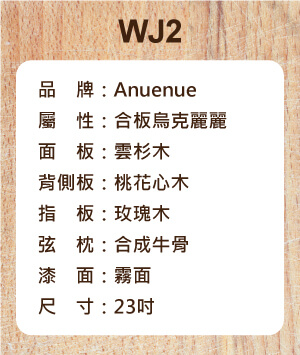 WJ2
品　牌：Anuenue
屬　性：合板烏克麗麗
面　板：雲杉木
背側板：桃花心木
指　板：玫瑰木
弦　枕：合成牛骨
漆　面：霧面
尺　寸：23吋